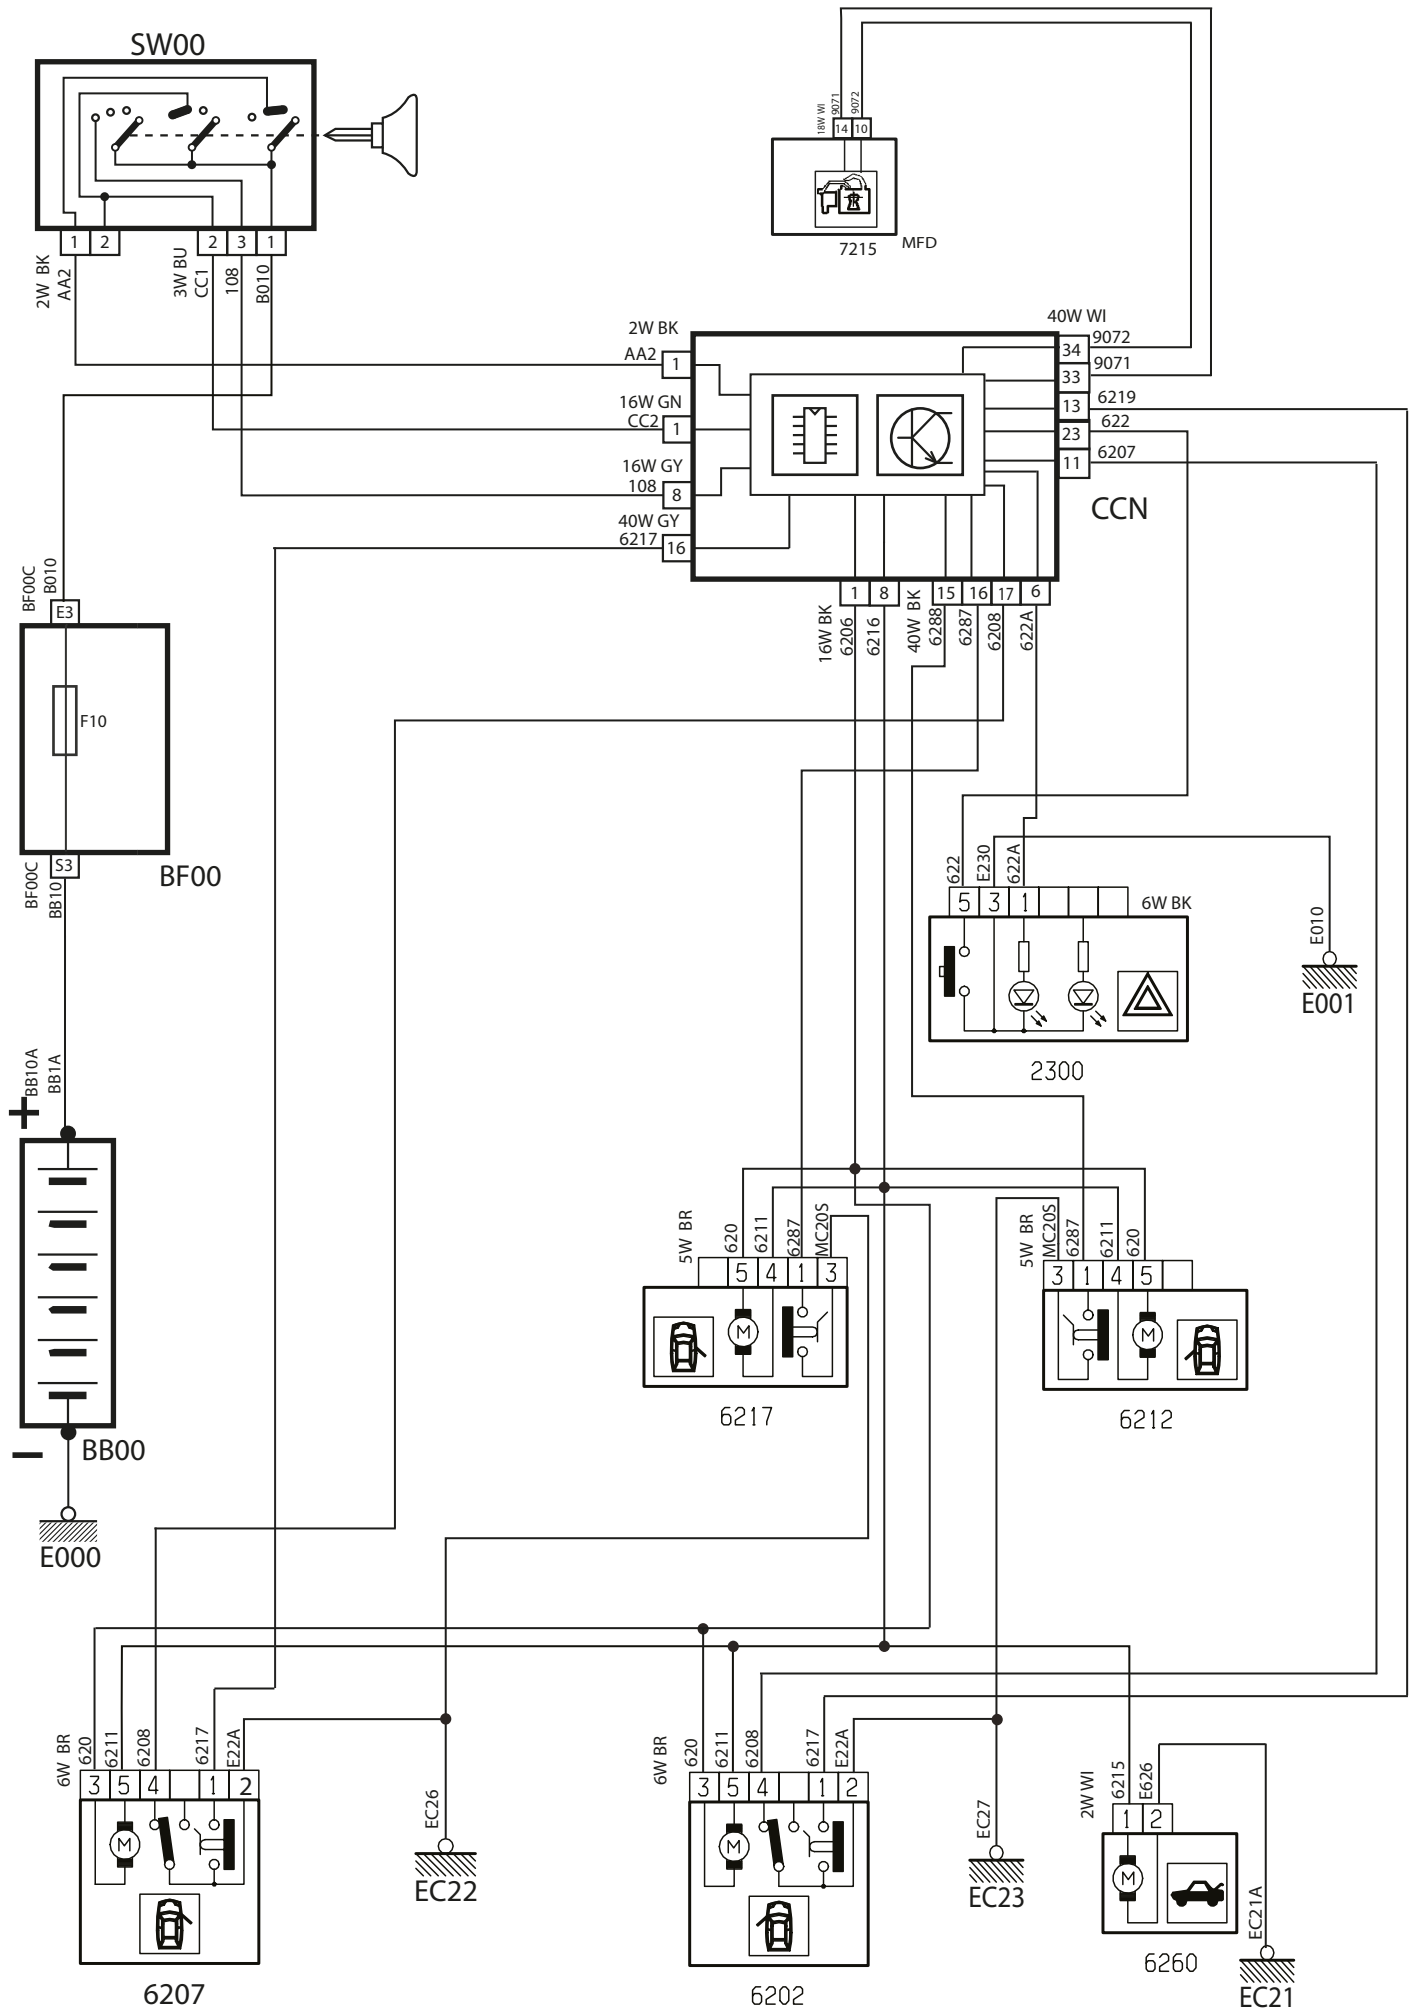 SW00
1
2
2
3
1
2W BK
AA2
3W BU
CC1
108
B010
18W WI
9071
9072
14
10
7215
MFD
2W BK
AA2
1
16W GN
CC2
1
16W GY
108
8
40W GY
6217
16
40W WI
34
9072
33
9071
13
6219
23
622
11
6207
CCN
1
8
15
16
17
6
16W BK
6206
6216
40W BK
6288
6287
6208
622A
BF00C
B010
E3
F10
S3
BF00C
BB10
BF00
BB10A
BB1A
+
−
BB00
E000
622
E230
622A
5
3
1
6W BK
2300
E010
E001
5W BR
620
6211
6287
MC20S
5
4
1
3
M
6217
5W BR
MC20S
6287
6211
620
3
1
4
5
M
6212
6W BR
620
6211
6208
6217
E22A
3
5
4
1
2
M
6207
EC26
EC22
6W BR
620
6211
6208
6217
E22A
3
5
4
1
2
M
6202
EC27
EC23
2W WI
6215
E626
1
2
M
6260
EC21A
EC21